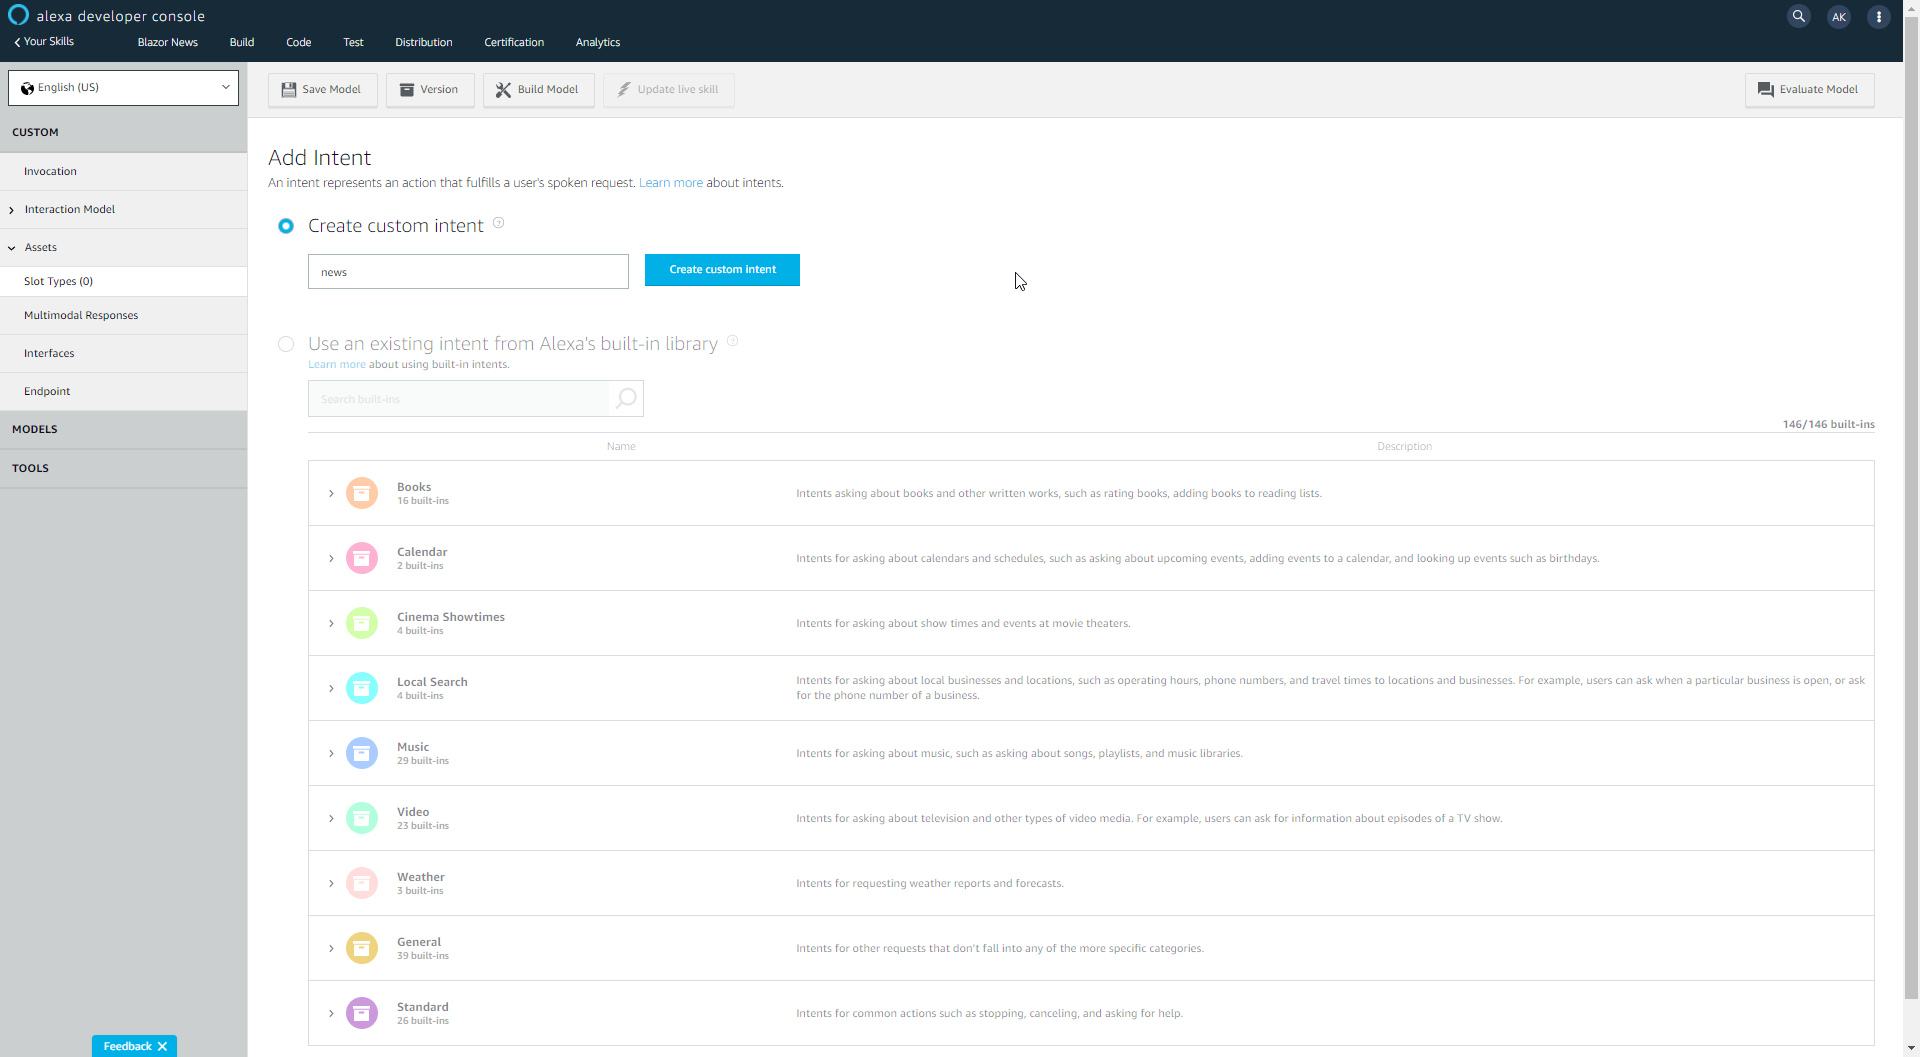 alexa developer console
AK
Your Skills
Blazor News
Build
Code
Test
Distribution
Certification
Analytics
English (US)
Save Model
Version
Build Model
Update live skill
Evaluate Model
CUSTOM
Invocation
Interaction Model
Assets
Slot Types (0)
Multimodal Responses
Interfaces
Endpoint
MODELS
TOOLS
Add Intent
An intent represents an action that fulfills a user's spoken request. Learn more about intents.
Create custom intent ?
news
Create custom intent
Use an existing intent from Alexa's built-in library ?
Learn more about using built-in intents.
Search built-ins
146/146 built-ins
Name
Description
Books
16 built-ins
Intents asking about books and other written works, such as rating books, adding books to reading lists.
Calendar
2 built-ins
Intents for asking about calendars and schedules, such as asking about upcoming events, adding events to a calendar, and looking up events such as birthdays.
Cinema Showtimes
4 built-ins
Intents for asking about show times and events at movie theaters.
Local Search
4 built-ins
Intents for asking about local businesses and locations, such as operating hours, phone numbers, and travel times to locations and businesses. For example, users can ask when a particular business is open, or ask
for the phone number of a business.
Music
29 built-ins
Intents for asking about music, such as asking about songs, playlists, and music libraries.
Video
23 built-ins
Intents for asking about television and other types of video media. For example, users can ask for information about episodes of a TV show.
Weather
3 built-ins
Intents for requesting weather reports and forecasts.
General
39 built-ins
Intents for other requests that don't fall into any of the more specific categories.
Standard
26 built-ins
Intents for common actions such as stopping, canceling, and asking for help.
Feedback